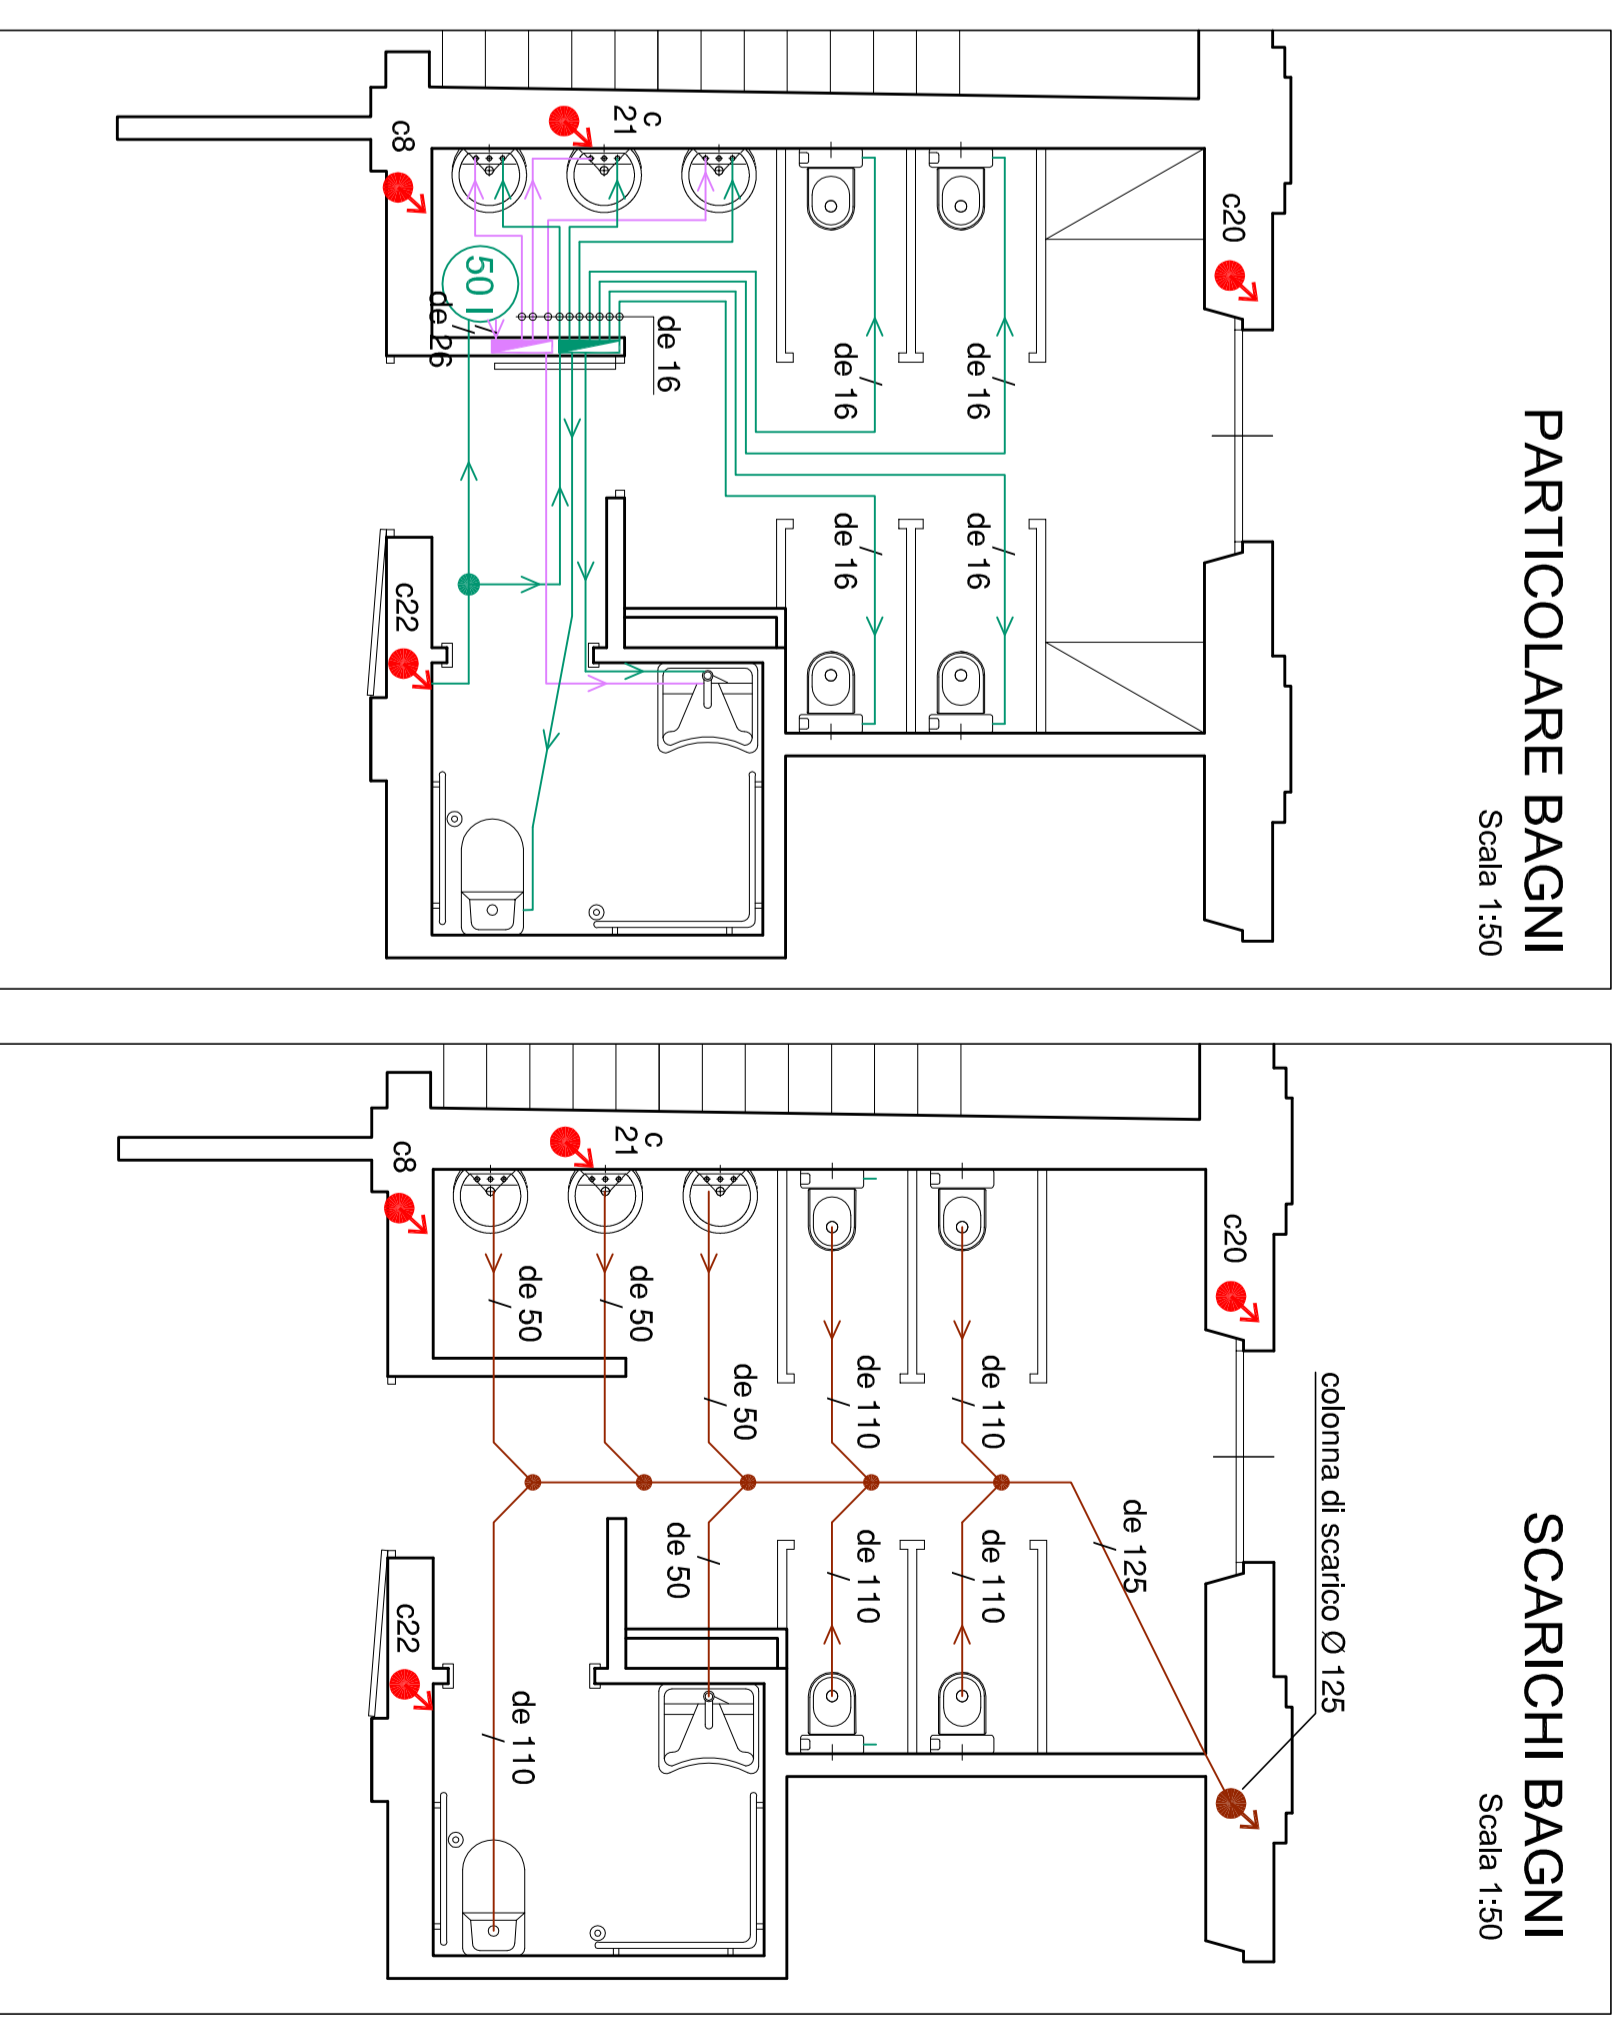 PARTICOLARE BAGNI
Scala 1:50
c20
de 16
de 16
de 16
de 16
c
21
de 16
50 l
de 26
c8
c22
SCARICHI BAGNI
Scala 1:50
colonna di scarico Ø 125
c20
de 125
de 110
de 110
de 110
de 110
de 50
de 50
c
21
de 50
de 50
de 110
c8
c22